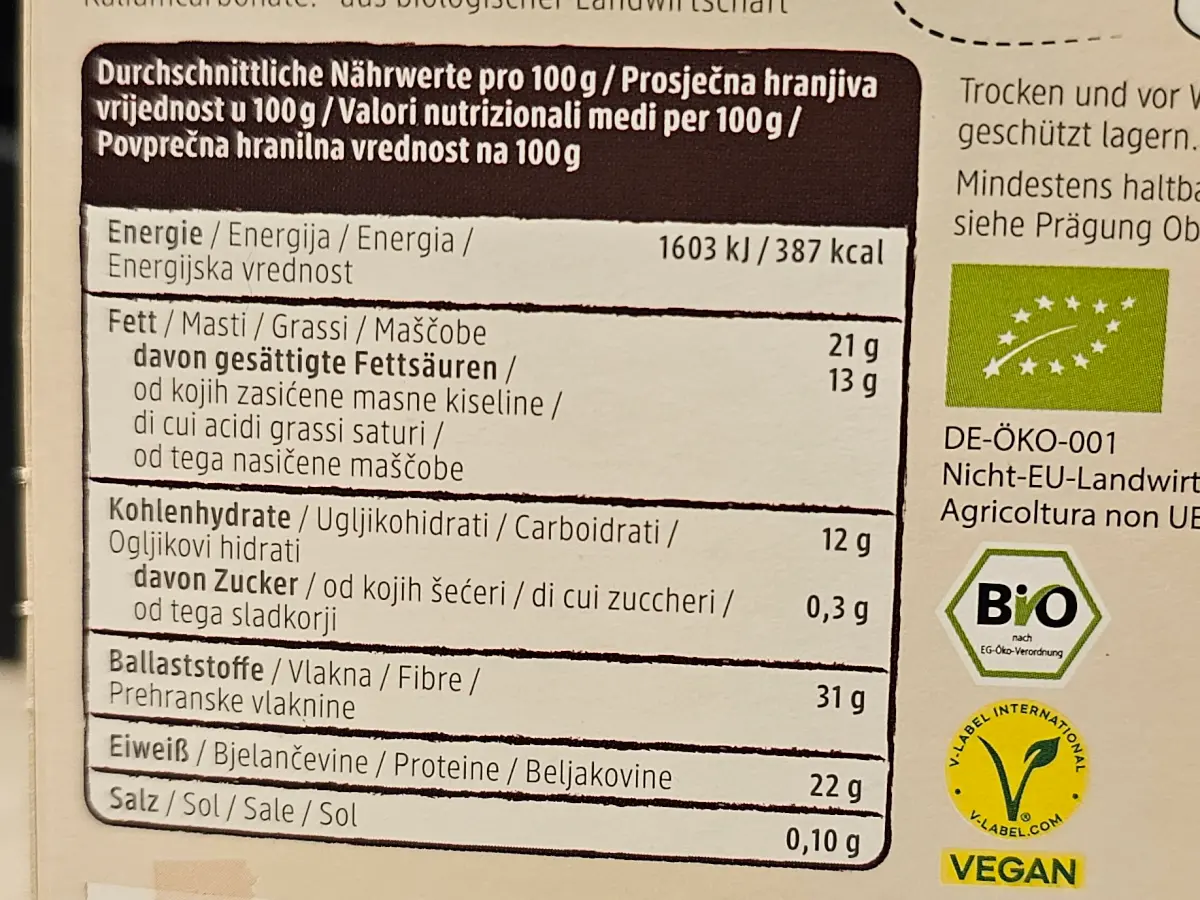 aus biologischer Landwirtschaft
Durchschnittliche Nährwerte pro 100 g / Prosječna hranjiva
vrijednost u 100 g / Valori nutrizionali medi per 100 g /
Povprečna hranilna vrednost na 100 g
Energie / Energija / Energia / 1603 kJ / 387 kcal
Energijska vrednost
Fett / Masti / Grassi / Maščobe 21 g
davon gesättigte Fettsäuren / 13 g
od kojih zasićene masne kiseline /
di cui acidi grassi saturi /
od tega nasičene maščobe
Kohlenhydrate / Ugljikohidrati / Carboidrati / 12 g
Ogljikovi hidrati
davon Zucker / od kojih šećeri / di cui zuccheri / 0,3 g
od tega sladkorji
Ballaststoffe / Vlakna / Fibre / 31 g
Prehranske vlaknine
Eiweiß / Bjelančevine / Proteine / Beljakovine 22 g
Salz / Sol / Sale / Sol 0,10 g
Trocken und vor
geschützt lagern.
Mindestens haltba
siehe Prägung Ob
DE-ÖKO-001
Nicht-EU-Landwirt
Agricoltura non UE
Bio
nach
EG-Öko-Verordnung
V-LABEL INTERNATIONAL
V-LABEL.COM
®
VEGAN